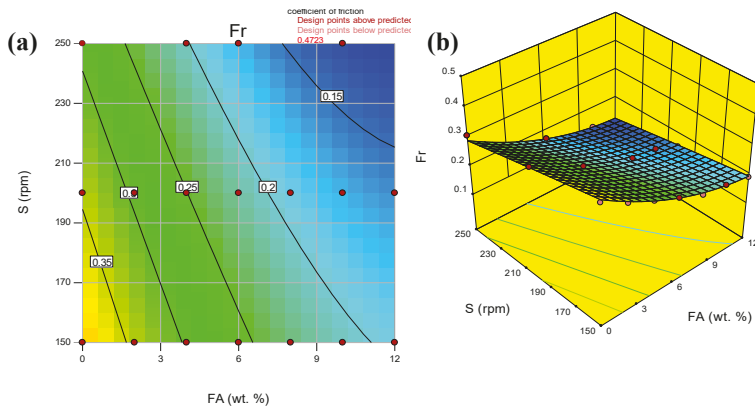 coefficient of friction
Design points above predicted
Design points below predicted
0.4723
(a)
Fr
250
230
210
190
170
150
S (rpm)
0.15
0.2
0.25
0.35
0 3 6 9 12
FA (wt. %)
(b)
0.5
0.4
0.3
0.2
0.1
Fr
250
230
210
190
170
150
S (rpm)
0
3
6
9
12
FA (wt. %)